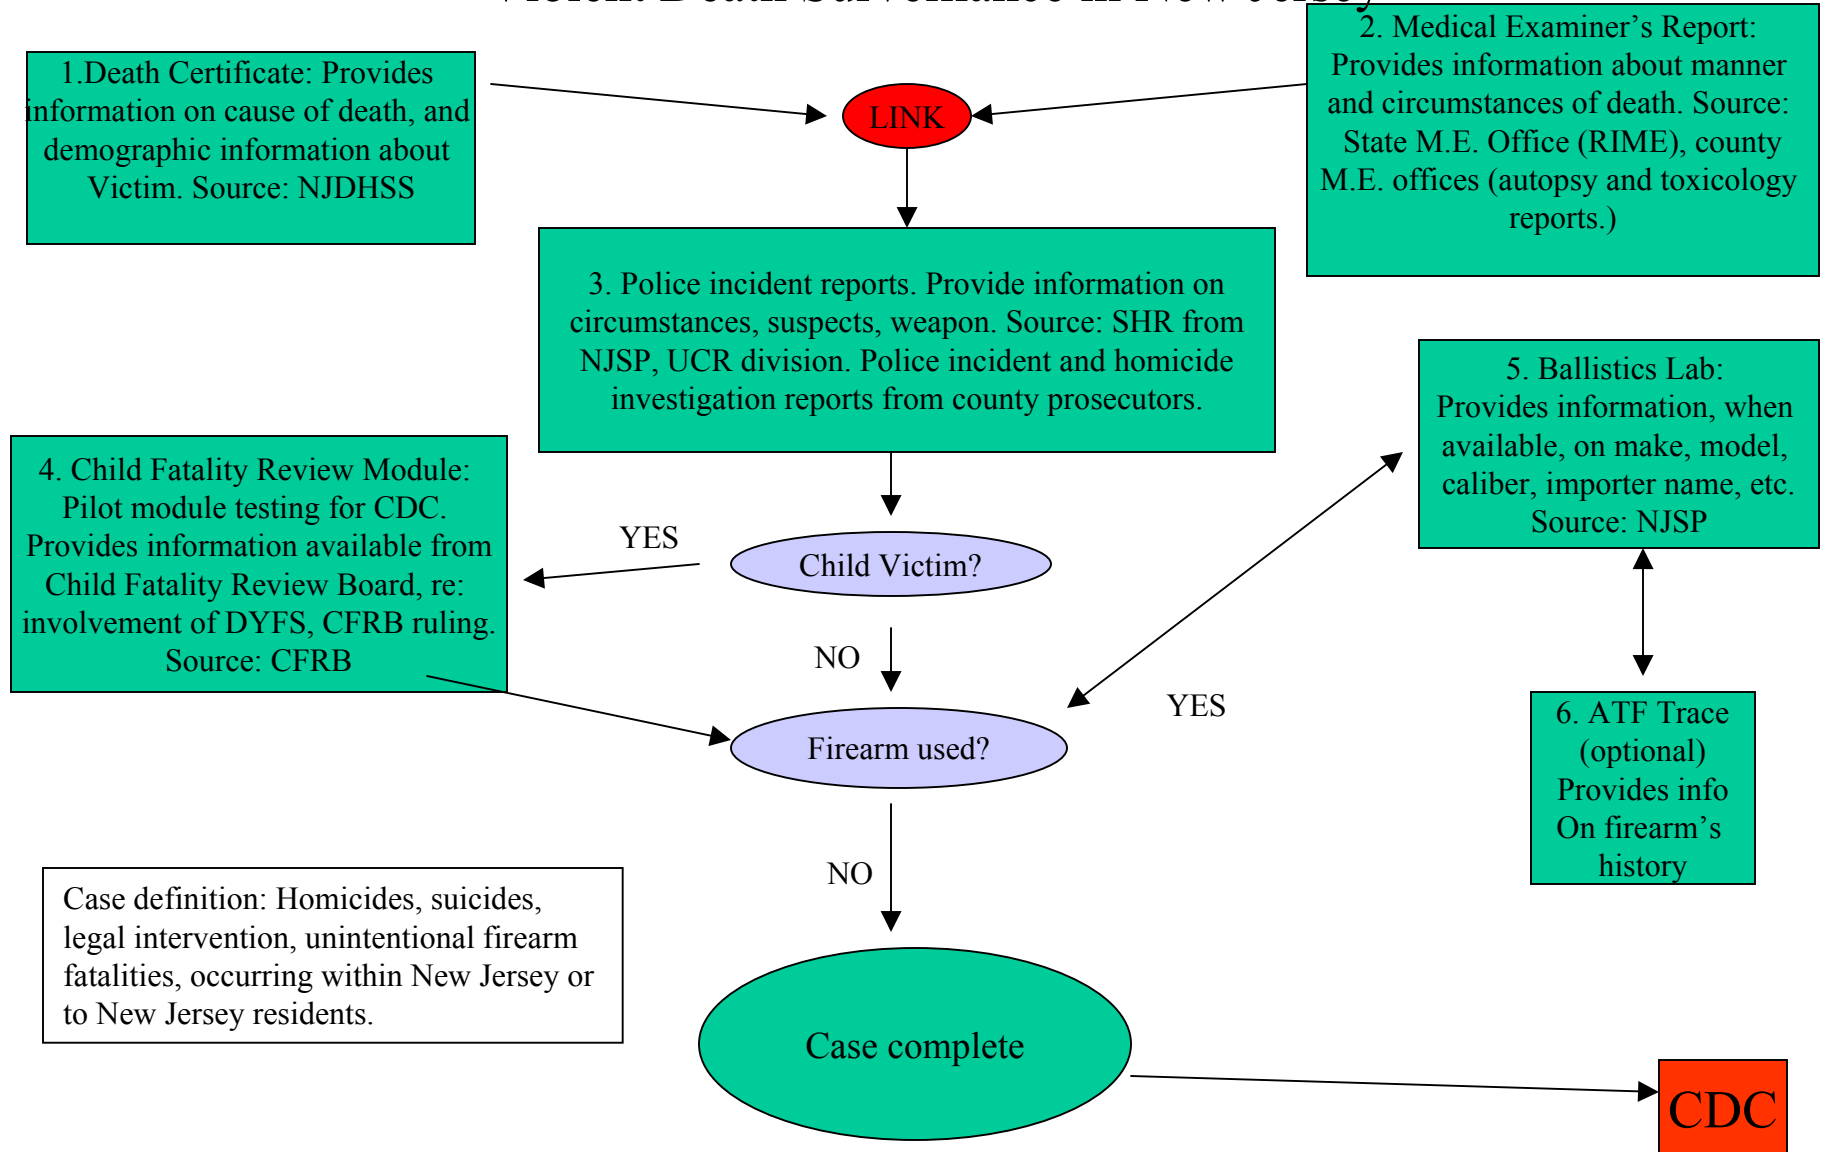 Violent Death Surveillance in New Jersey
1.Death Certificate: Provides
information on cause of death, and
demographic information about
Victim. Source: NJDHSS
LINK
2. Medical Examiner’s Report:
Provides information about manner
and circumstances of death. Source:
State M.E. Office (RIME), county
M.E. offices (autopsy and toxicology
reports.)
3. Police incident reports. Provide information on
circumstances, suspects, weapon. Source: SHR from
NJSP, UCR division. Police incident and homicide
investigation reports from county prosecutors.
5. Ballistics Lab:
Provides information, when
available, on make, model,
caliber, importer name, etc.
Source: NJSP
4. Child Fatality Review Module:
Pilot module testing for CDC.
Provides information available from
Child Fatality Review Board, re:
involvement of DYFS, CFRB ruling.
Source: CFRB
YES
Child Victim?
NO
YES
Firearm used?
6. ATF Trace
(optional)
Provides info
On firearm’s
history
NO
Case definition: Homicides, suicides,
legal intervention, unintentional firearm
fatalities, occurring within New Jersey or
to New Jersey residents.
Case complete
CDC